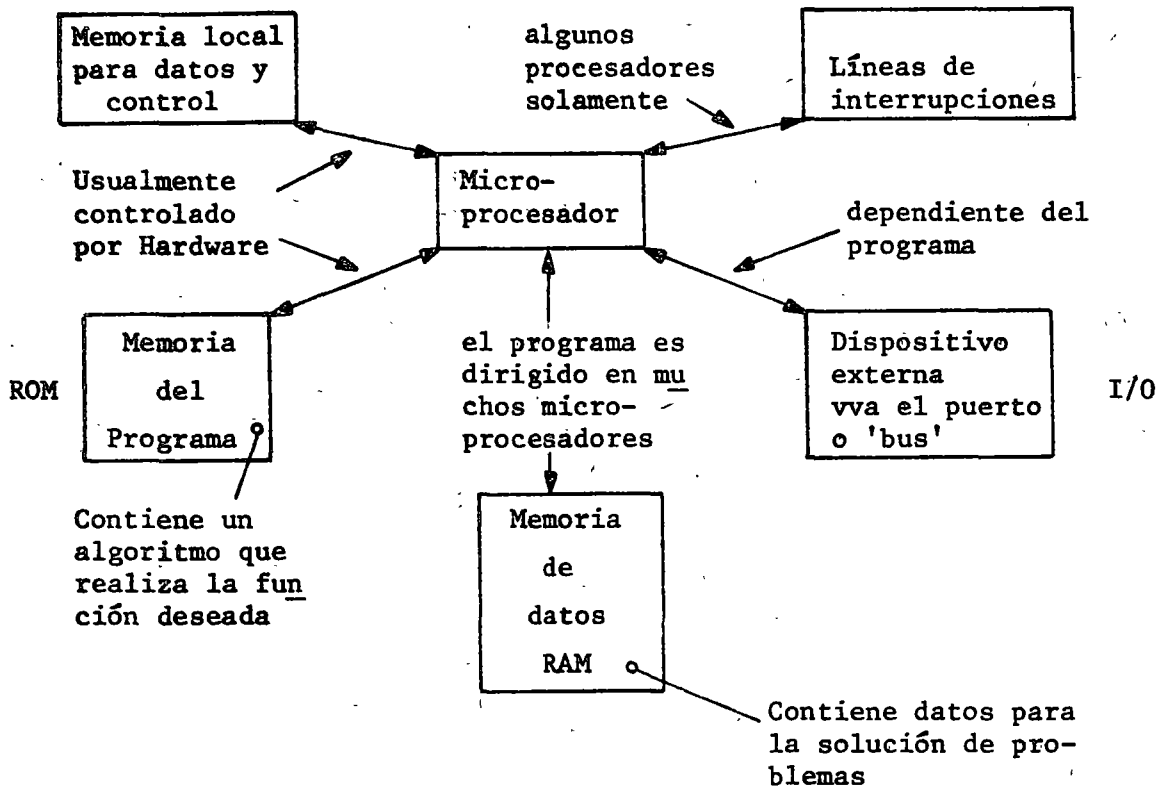 Memoria local
para datos y
control
algunos
procesadores
solamente
Líneas de
interrupciones
Usualmente
controlado
por Hardware
Micro-
procesador
dependiente del
programa
ROM
Memoria
del
Programa
el programa es
dirigido en mu
chos micro-
procesadores
Dispositivo
externa
vva el puerto
o 'bus'
I/O
Contiene un
algoritmo que
realiza la fun
ción deseada
Memoria
de
datos
RAM
Contiene datos para
la solución de pro-
blemas